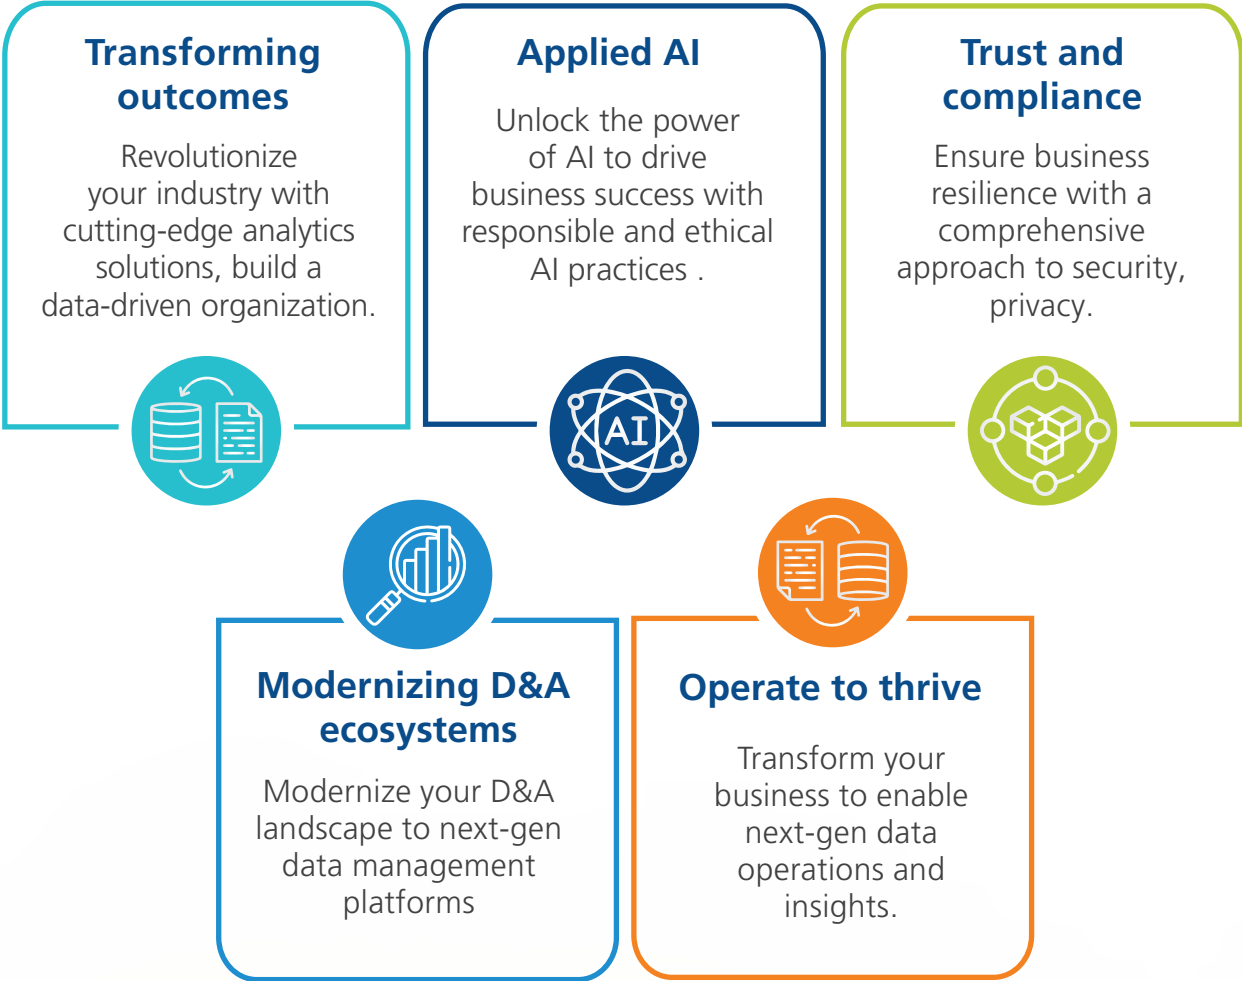 Transforming
outcomes
Revolutionize
your industry with
cutting-edge analytics
solutions, build a
data-driven organization.
Applied AI
Unlock the power
of AI to drive
business success with
responsible and ethical
AI practices .
AI
Trust and
compliance
Ensure business
resilience with a
comprehensive
approach to security,
privacy.
Modernizing D&A
ecosystems
Modernize your D&A
landscape to next-gen
data management
platforms
Operate to thrive
Transform your
business to enable
next-gen data
operations and
insights.